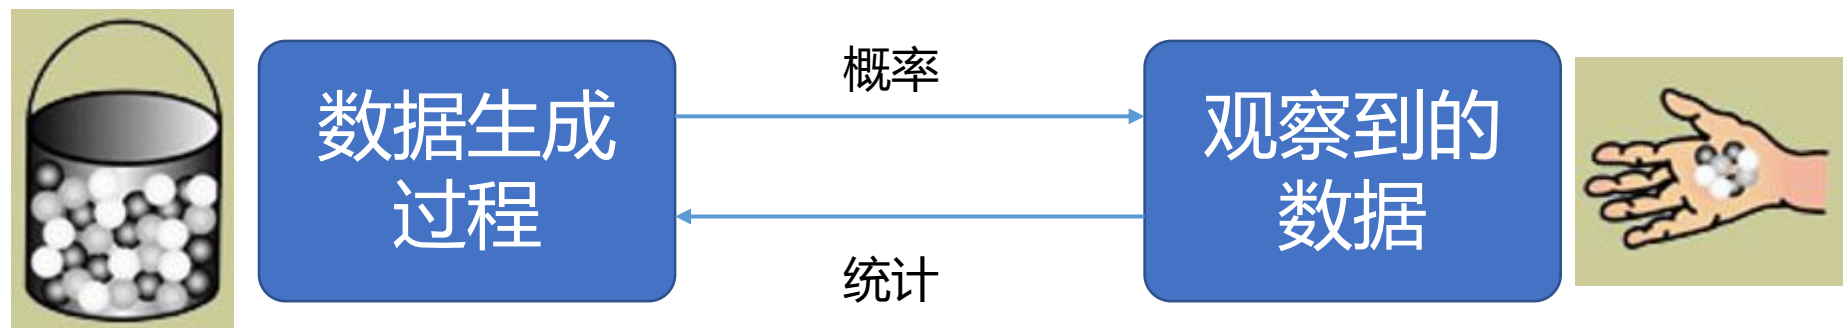 数据生成
过程
概率
统计
观察到的
数据